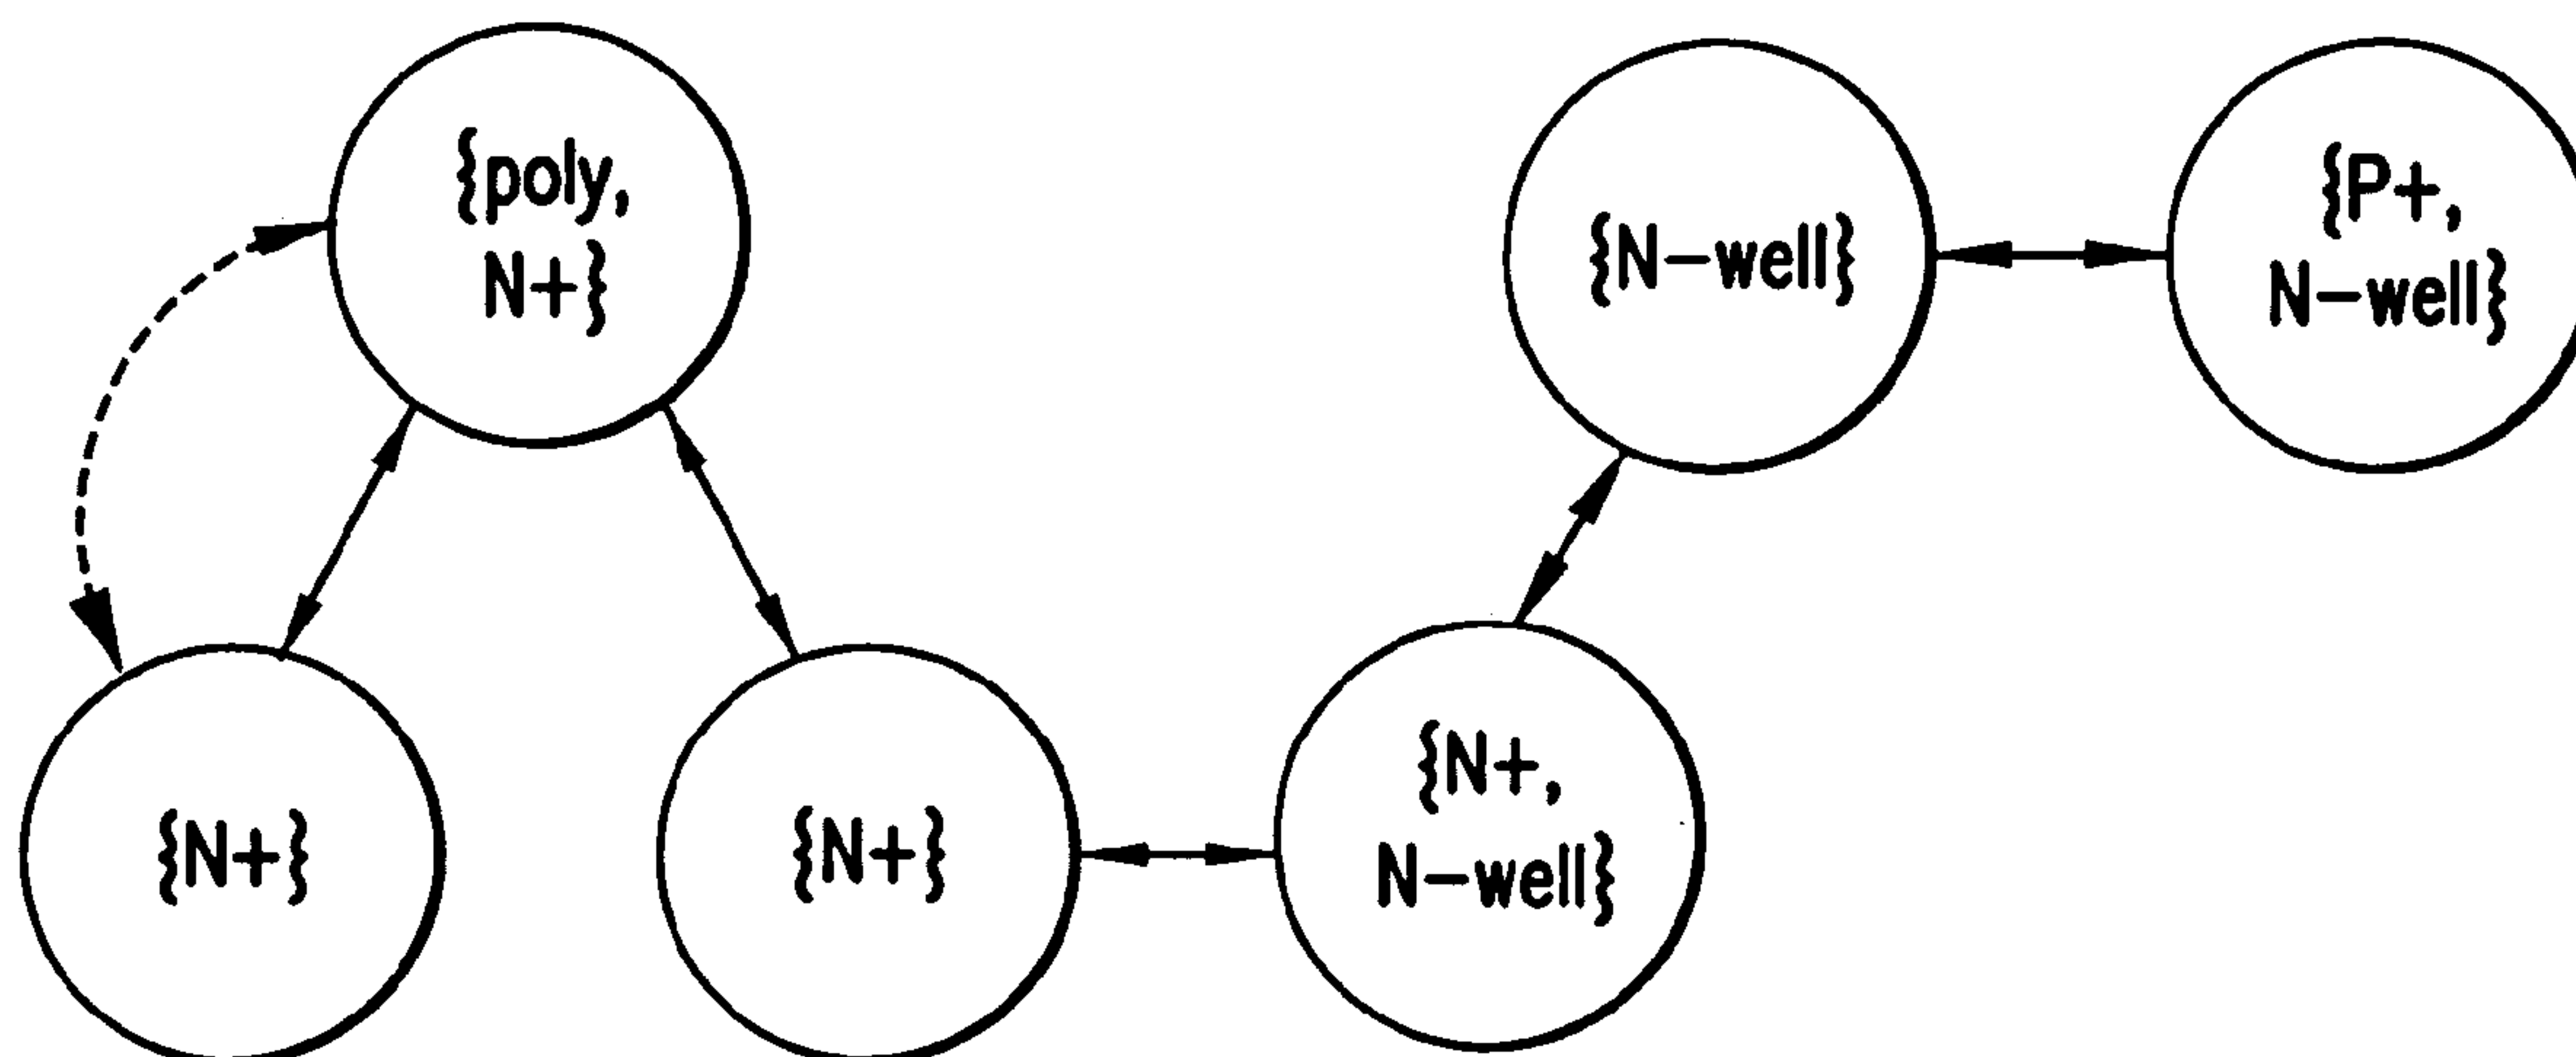 {poly,
N+}
{N-well}
{P+,
N-well}
{N+}
{N+}
{N+,
N-well}